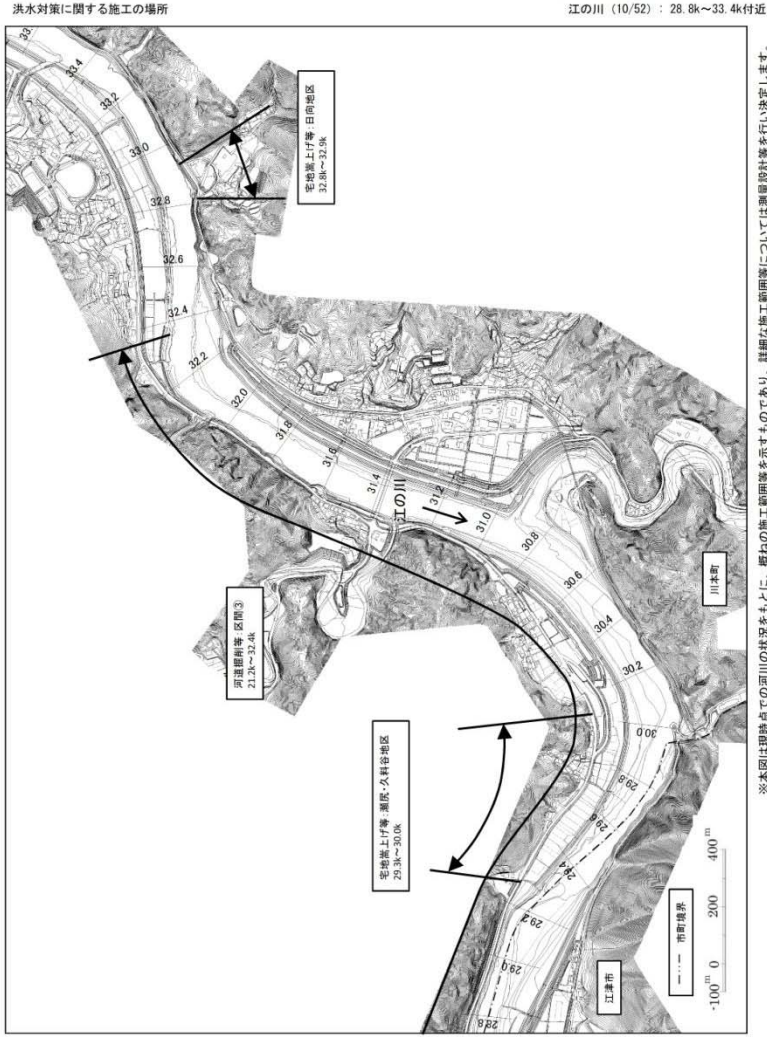 洪水対策に関する施工の場所
江の川（10/52）：28.8k～33.4k付近
33.4
33.2
33.0
32.8
32.6
32.4
32.2
32.0
31.8
31.6
31.4
31.2
31.0
30.8
30.6
30.4
30.2
30.0
29.8
29.6
29.4
29.2
29.0
28.8
宅地嵩上げ等：日向地区
32.8k～32.9k
江の川
河道掘削等：区間③
21.2k～32.4k
宅地嵩上げ等：瀬尻・久料谷地区
29.3k～30.0k
川本町
江津市
市町境界
-100m 0 200 400m
※本図は現時点での河川の状況をもとに、概ねの施工範囲等を示すものであり、詳細な施工範囲等については測量設計等を行い決定します。